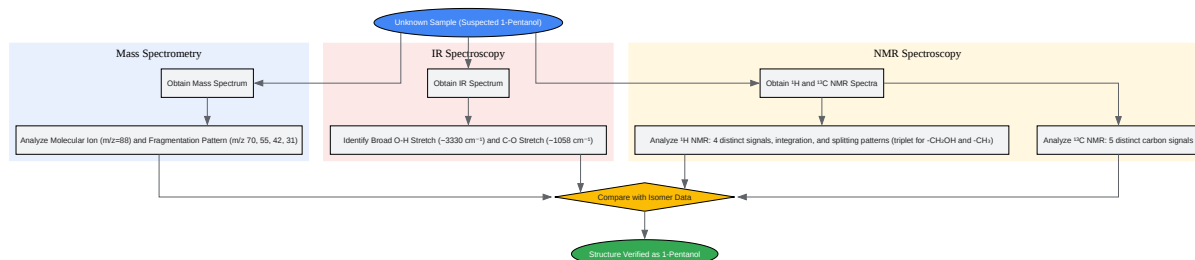 Unknown Sample (Suspected 1-Pentanol)
Mass Spectrometry
IR Spectroscopy
NMR Spectroscopy
Obtain Mass Spectrum
Obtain IR Spectrum
Obtain ¹H and ¹³C NMR Spectra
Analyze Molecular Ion (m/z=88) and Fragmentation Pattern (m/z 70, 55, 42, 31)
Identify Broad O-H Stretch (~3330 cm⁻¹) and C-O Stretch (~1058 cm⁻¹)
Analyze ¹H NMR: 4 distinct signals, integration, and splitting patterns (triplet for -CH₂OH and -CH₃)
Analyze ¹³C NMR: 5 distinct carbon signals
Compare with Isomer Data
Structure Verified as 1-Pentanol